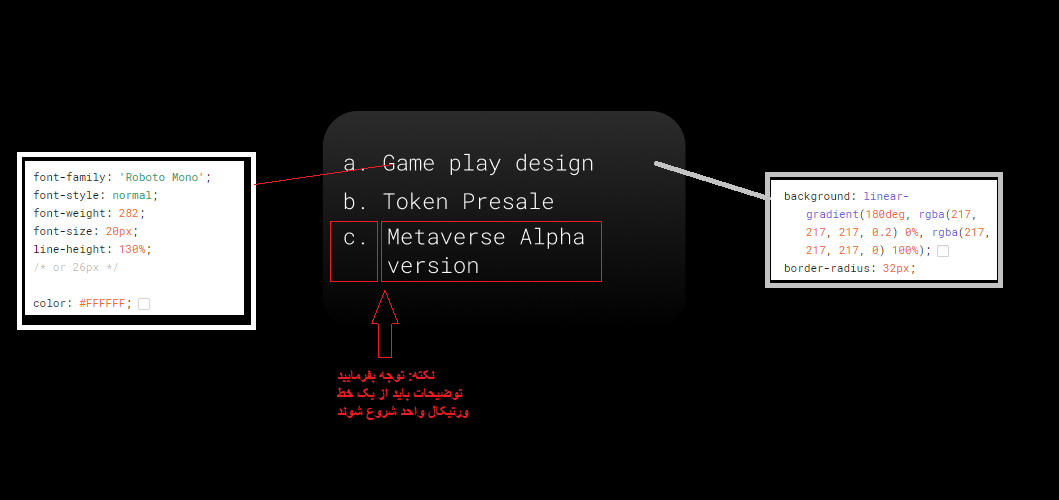 font-family: 'Roboto Mono';
font-style: normal;
font-weight: 282;
font-size: 20px;
line-height: 130%;
/* or 26px */
color: #FFFFFF;
a. Game play design
b. Token Presale
c. Metaverse Alpha
version
background: linear-
gradient(180deg, rgba(217,
217, 217, 0.2) 0%, rgba(217,
217, 217, 0) 100%);
border-radius: 32px;
نکته: توجه بفرمایید
توضیحات باید از یک خط
ورتیکال واحد شروع شوند